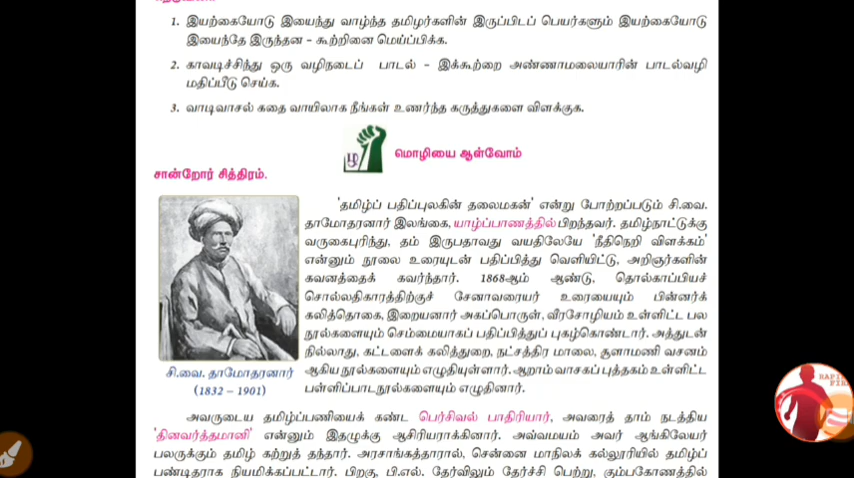 1. இயற்கையோடு இயைந்து வாழ்ந்த தமிழர்களின் இருப்பிடப் பெயர்களும் இயற்கையோடு
இயைந்தே இருந்தன – கூற்றினை மெய்ப்பிக்க.
2. காவடிச்சிந்து ஒரு வழிநடைப் பாடல் – இக்கூற்றை அண்ணாமலையாரின் பாடல்வழி
மதிப்பீடு செய்க.
3. வாடிவாசல் கதை வாயிலாக நீங்கள் உணர்ந்த கருத்துகளை விளக்குக.
ழ
மொழியை ஆள்வோம்
சான்றோர் சித்திரம்.
'தமிழ்ப் பதிப்புலகின் தலைமகன்' என்று போற்றப்படும் சி.வை.
தாமோதரனார் இலங்கை, யாழ்ப்பாணத்தில் பிறந்தவர். தமிழ்நாட்டுக்கு
வருகைபுரிந்து, தம் இருபதாவது வயதிலேயே 'நீதிநெறி விளக்கம்'
என்னும் நூலை உரையுடன் பதிப்பித்து வெளியிட்டு, அறிஞர்களின்
கவனத்தைக் கவர்ந்தார். 1868ஆம் ஆண்டு, தொல்காப்பியச்
சொல்லதிகாரத்திற்குச் சேனாவரையர் உரையையும் பின்னர்க்
கலித்தொகை, இறையனார் அகப்பொருள், வீரசோழியம் உள்ளிட்ட பல
நூல்களையும் செம்மையாகப் பதிப்பித்துப் புகழ்கொண்டார். அத்துடன்
நில்லாது, கட்டளைக் கலித்துறை, நட்சத்திர மாலை, சூளாமணி வசனம்
ஆகிய நூல்களையும் எழுதியுள்ளார். ஆறாம் வாசகப் புத்தகம் உள்ளிட்ட
பள்ளிப்பாடநூல்களையும் எழுதினார்.
சி.வை. தாமோதரனார்
(1832 – 1901)
அவருடைய தமிழ்ப்பணியைக் கண்ட பெர்சிவல் பாதிரியார், அவரைத் தாம் நடத்திய
'தினவர்த்தமானி' என்னும் இதழுக்கு ஆசிரியராக்கினார். அவ்வமயம் அவர் ஆங்கிலேயர்
பலருக்கும் தமிழ் கற்றுத் தந்தார். அரசாங்கத்தாரால், சென்னை மாநிலக் கல்லூரியில் தமிழ்ப்
பண்டிதராக நியமிக்கப்பட்டார். பிறகு, பி.எல். தேர்விலும் தேர்ச்சி பெற்று, கும்பகோணத்தில்